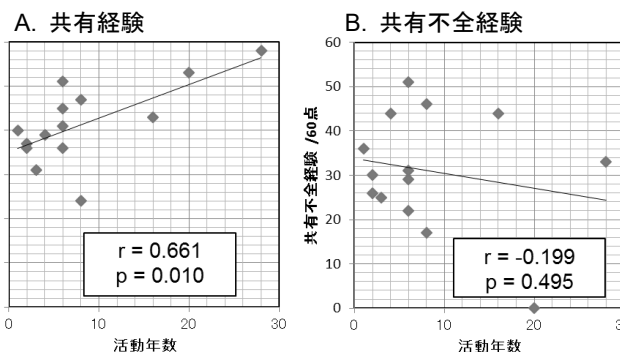 A. 共有経験
r = 0.661
p = 0.010
0 10 20 30
活動年数
B. 共有不全経験
60
50
40
30
20
10
0
共有不全経験 /60点
r = -0.199
p = 0.495
0 10 20 30
活動年数